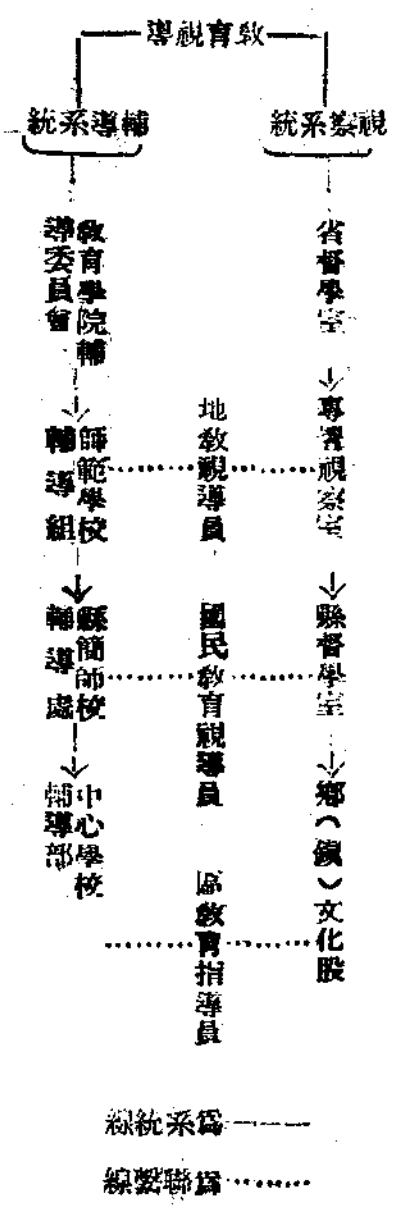 教育視導
視察系統
輔導系統
省督學室
專署視察室
縣督學室
鄉（鎮）文化股
地教視導員
國民教育視導員
區教育指導員
教育學院輔
導委員會
師範學校
輔導組
縣簡師校
輔導處
中心學校
輔導部
為系統線
為聯繫線